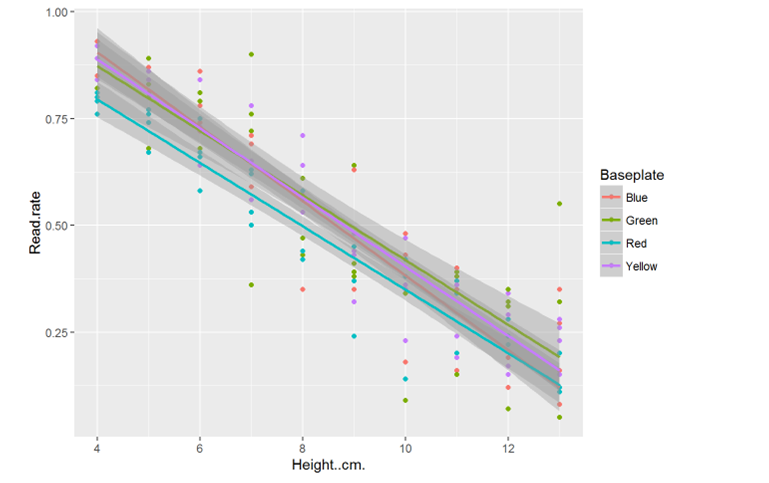 1.00
0.75
0.50
0.25
Read.rate
4 6 8 10 12
Height..cm.
Baseplate
Blue
Green
Red
Yellow